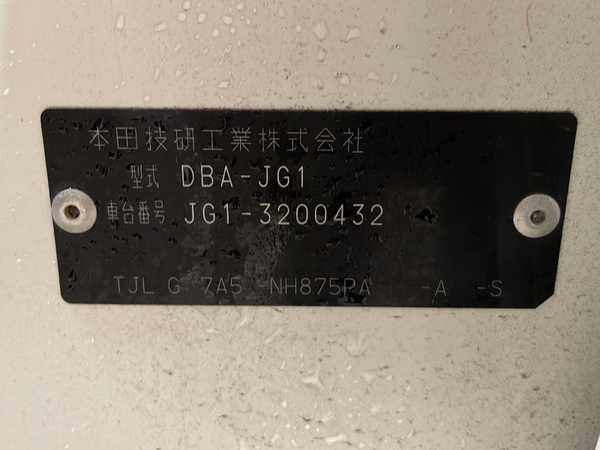 本田技研工業株式会社
型式 DBA-JG1
車台番号 JG1-3200432
TJL G 7A5 -NH875PA -A -S